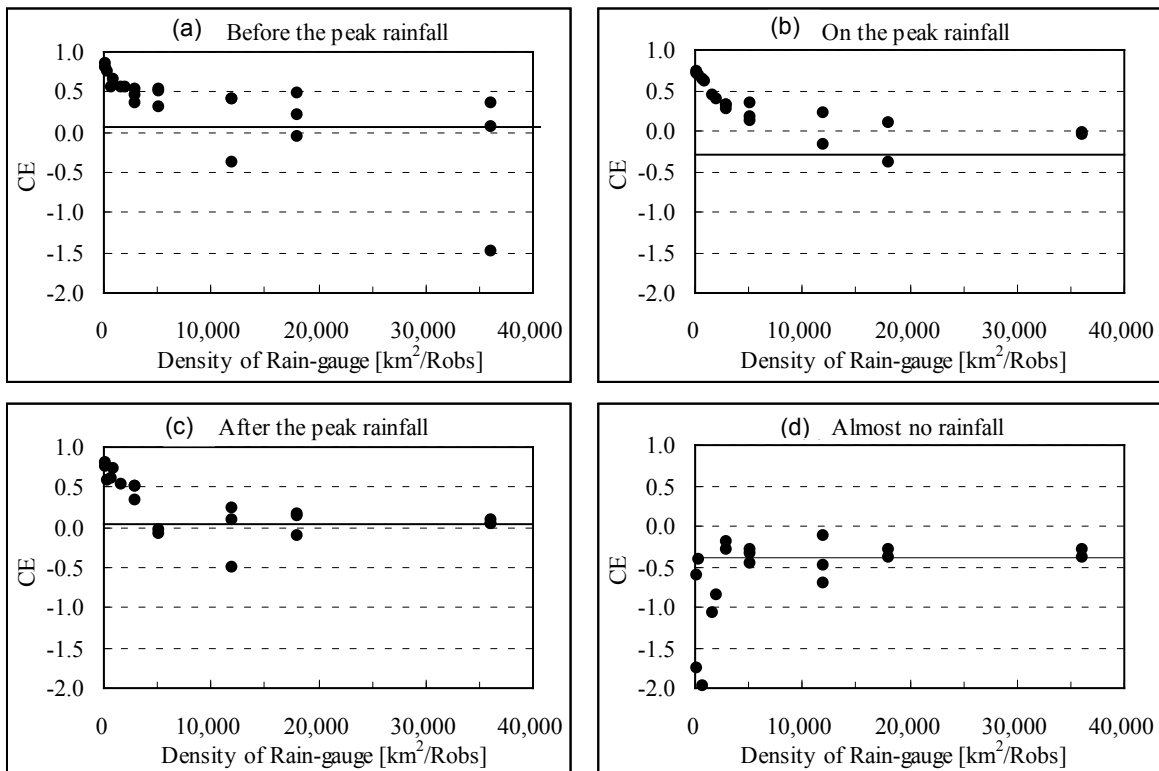 (a) Before the peak rainfall
1.0
0.5
0.0
-0.5
-1.0
-1.5
-2.0
CE
0 10,000 20,000 30,000 40,000
Density of Rain-gauge [km²/Robs]
(b) On the peak rainfall
1.0
0.5
0.0
-0.5
-1.0
-1.5
-2.0
CE
0 10,000 20,000 30,000 40,000
Density of Rain-gauge [km²/Robs]
(c) After the peak rainfall
1.0
0.5
0.0
-0.5
-1.0
-1.5
-2.0
CE
0 10,000 20,000 30,000 40,000
Density of Rain-gauge [km²/Robs]
(d) Almost no rainfall
1.0
0.5
0.0
-0.5
-1.0
-1.5
-2.0
CE
0 10,000 20,000 30,000 40,000
Density of Rain-gauge [km²/Robs]